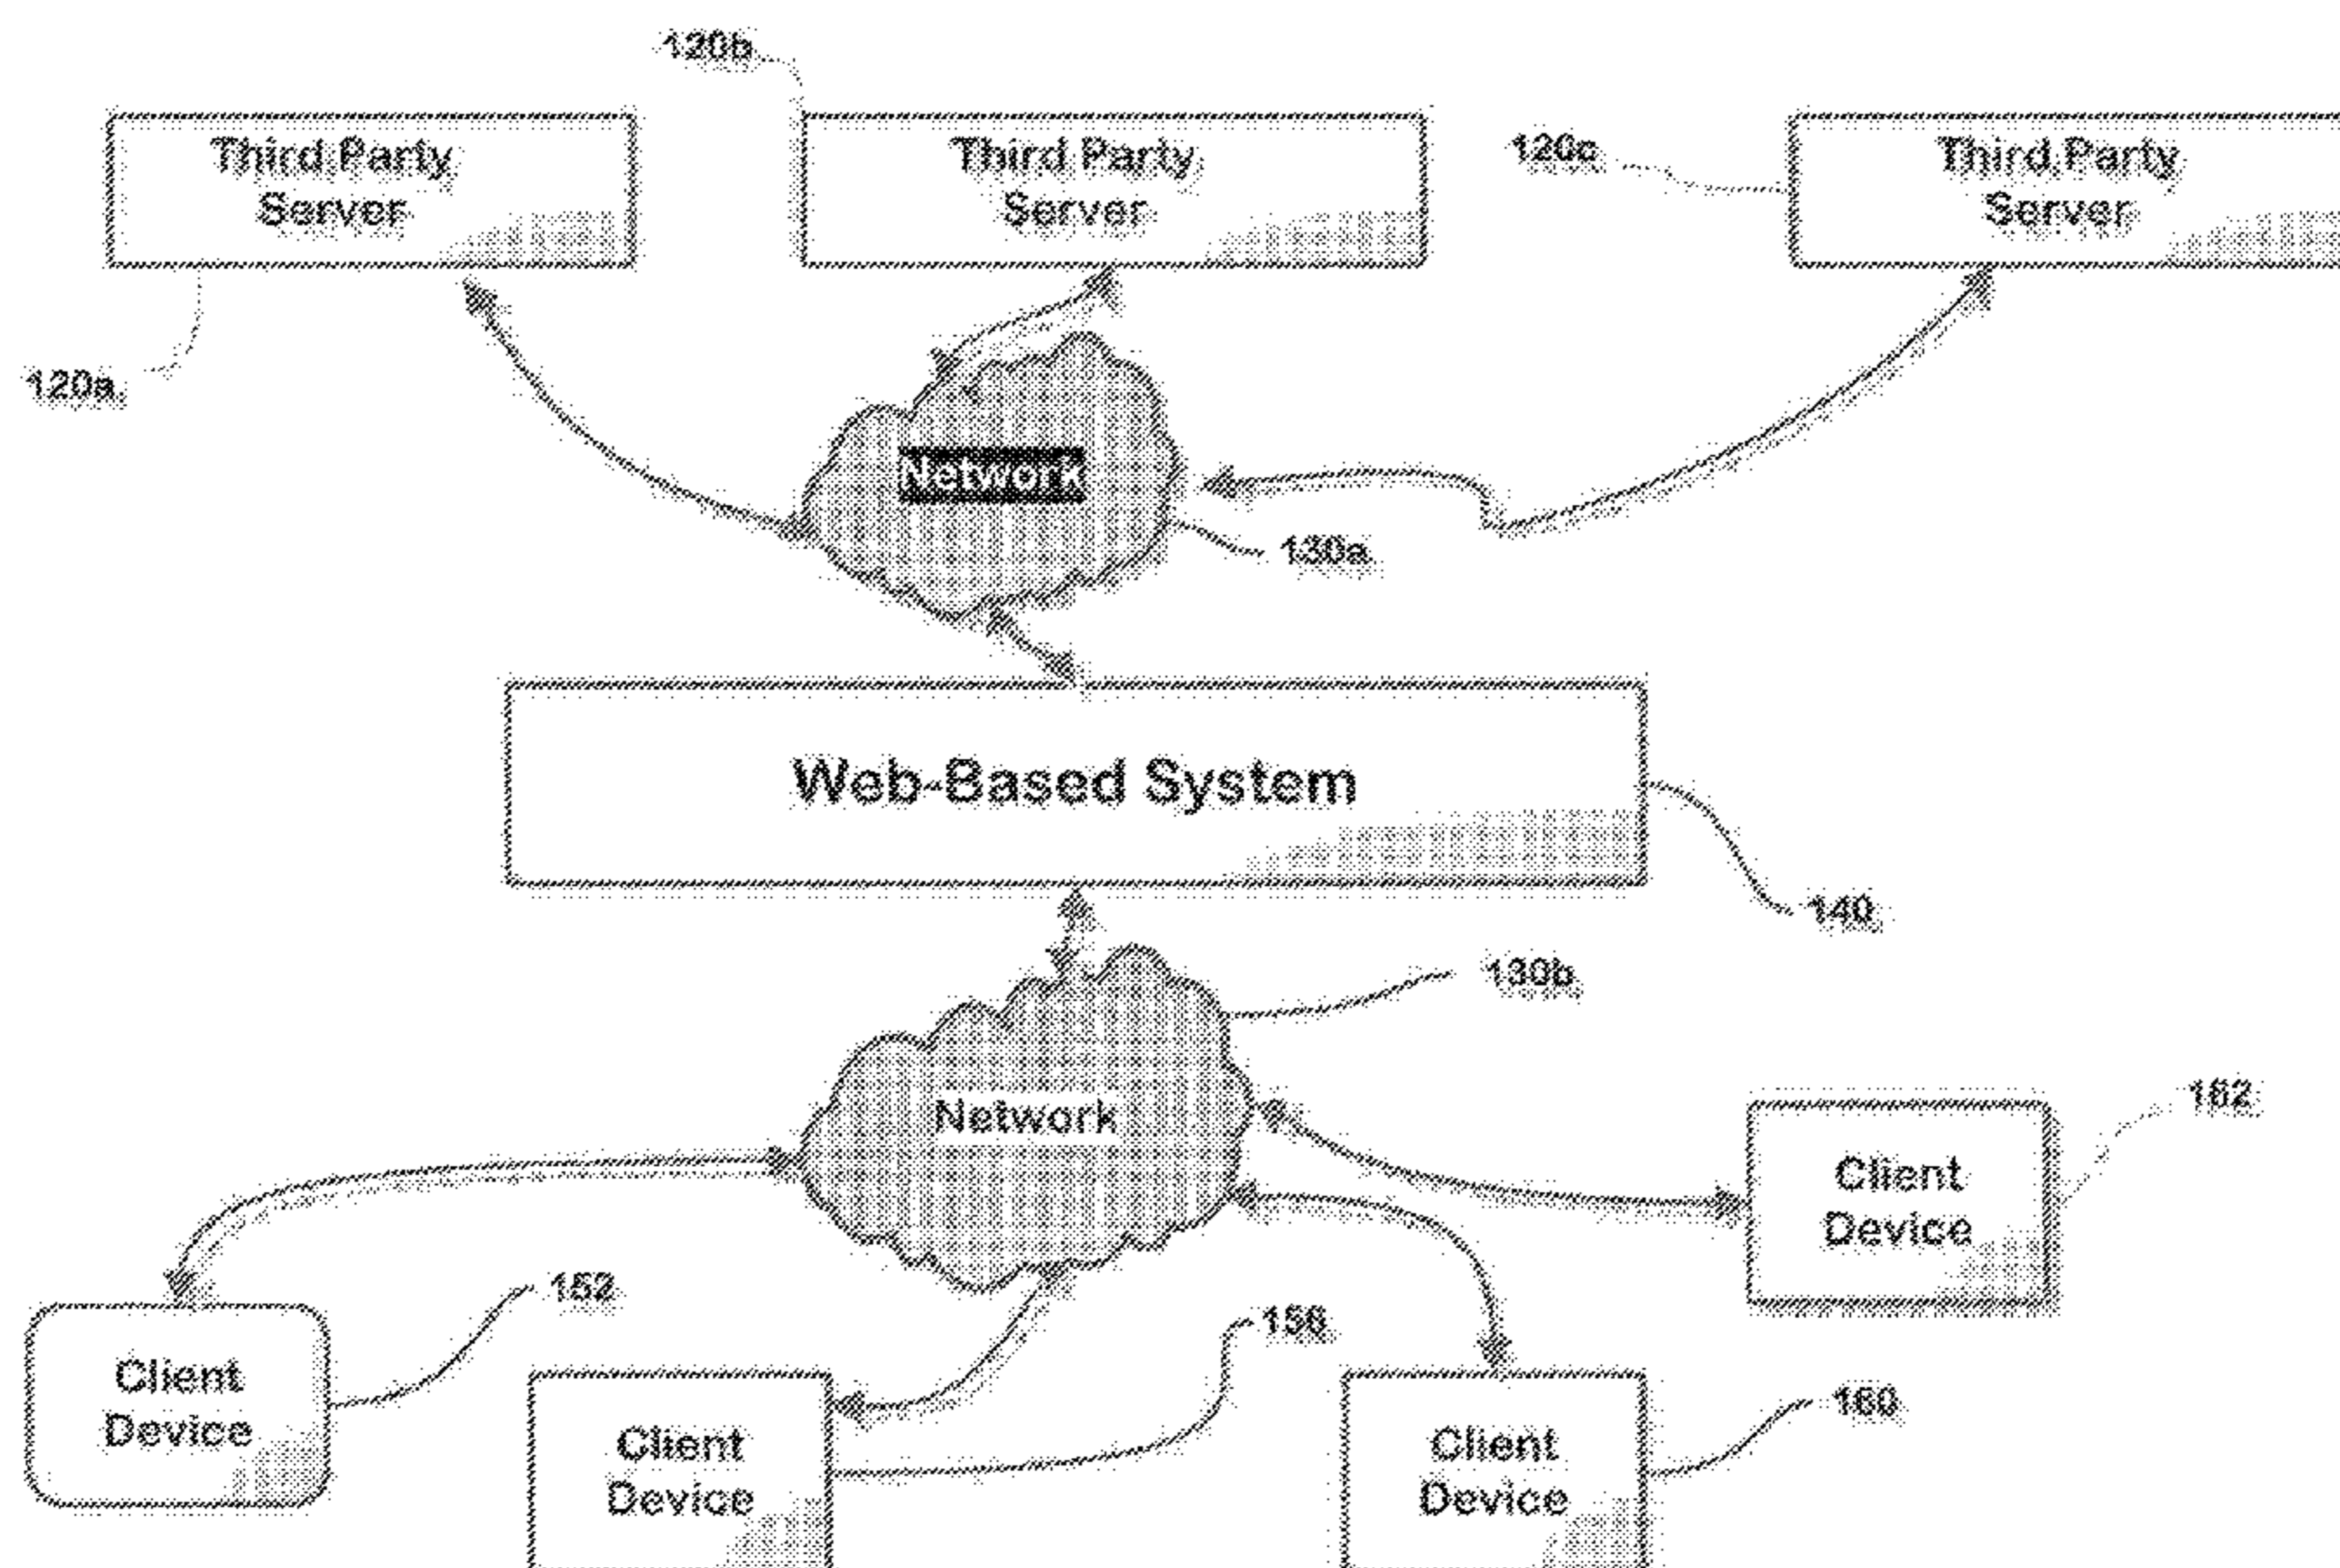 120b
Third Party
Server
Third Party
Server
120c
Third Party
Server
120a
Network
130a
Web-Based System
140
130b
Network
162
Client
Device
152
156
Client
Device
160
Client
Device
Client
Device